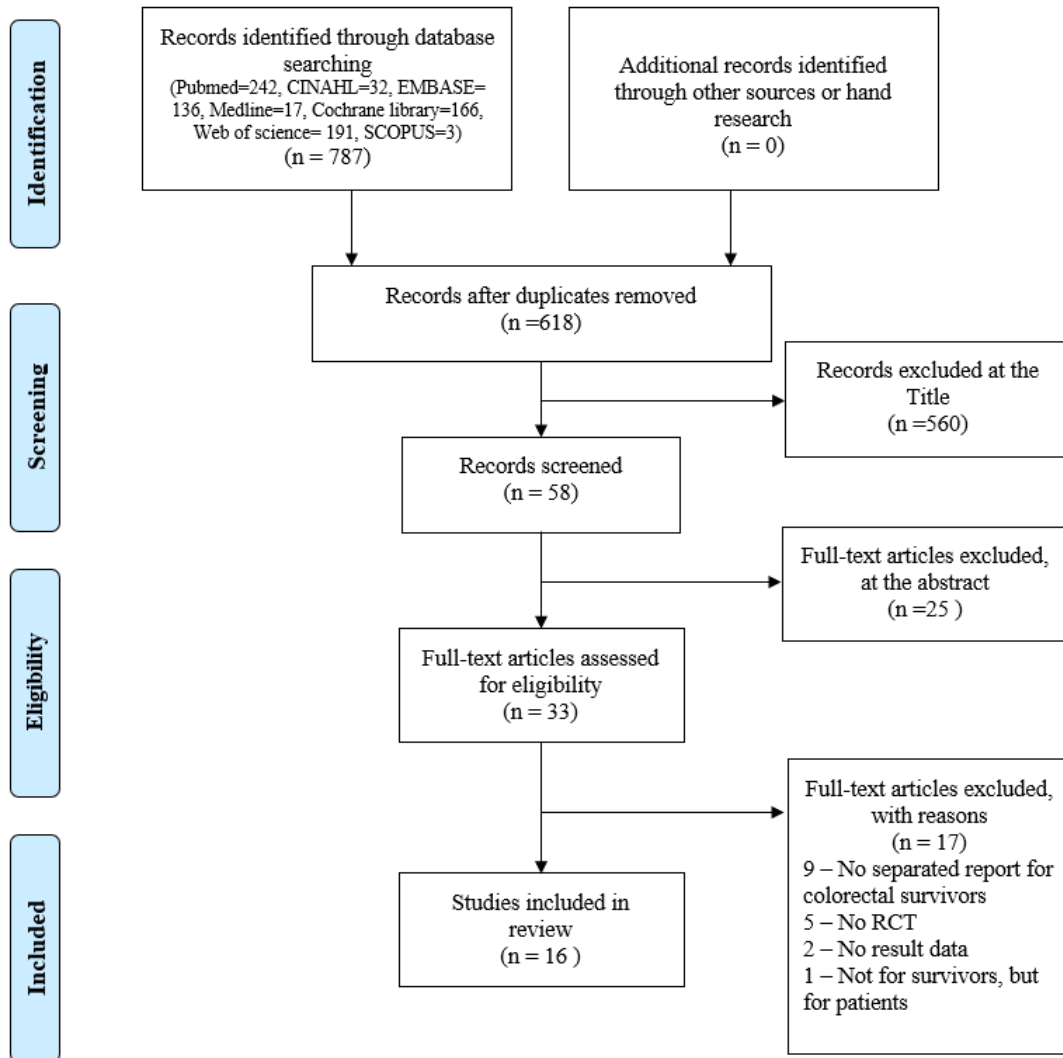 Identification
Records identified through database
searching
(Pubmed=242, CINAHL=32, EMBASE=
136, Medline=17, Cochrane library=166,
Web of science= 191, SCOPUS=3)
(n = 787)
Additional records identified
through other sources or hand
research
(n = 0)
Records after duplicates removed
(n =618)
Screening
Records excluded at the
Title
(n =560)
Records screened
(n = 58)
Full-text articles excluded,
at the abstract
(n =25 )
Eligibility
Full-text articles assessed
for eligibility
(n = 33)
Full-text articles excluded,
with reasons
(n = 17)
9 – No separated report for
colorectal survivors
5 – No RCT
2 – No result data
1 – Not for survivors, but
for patients
Included
Studies included in
review
(n = 16 )